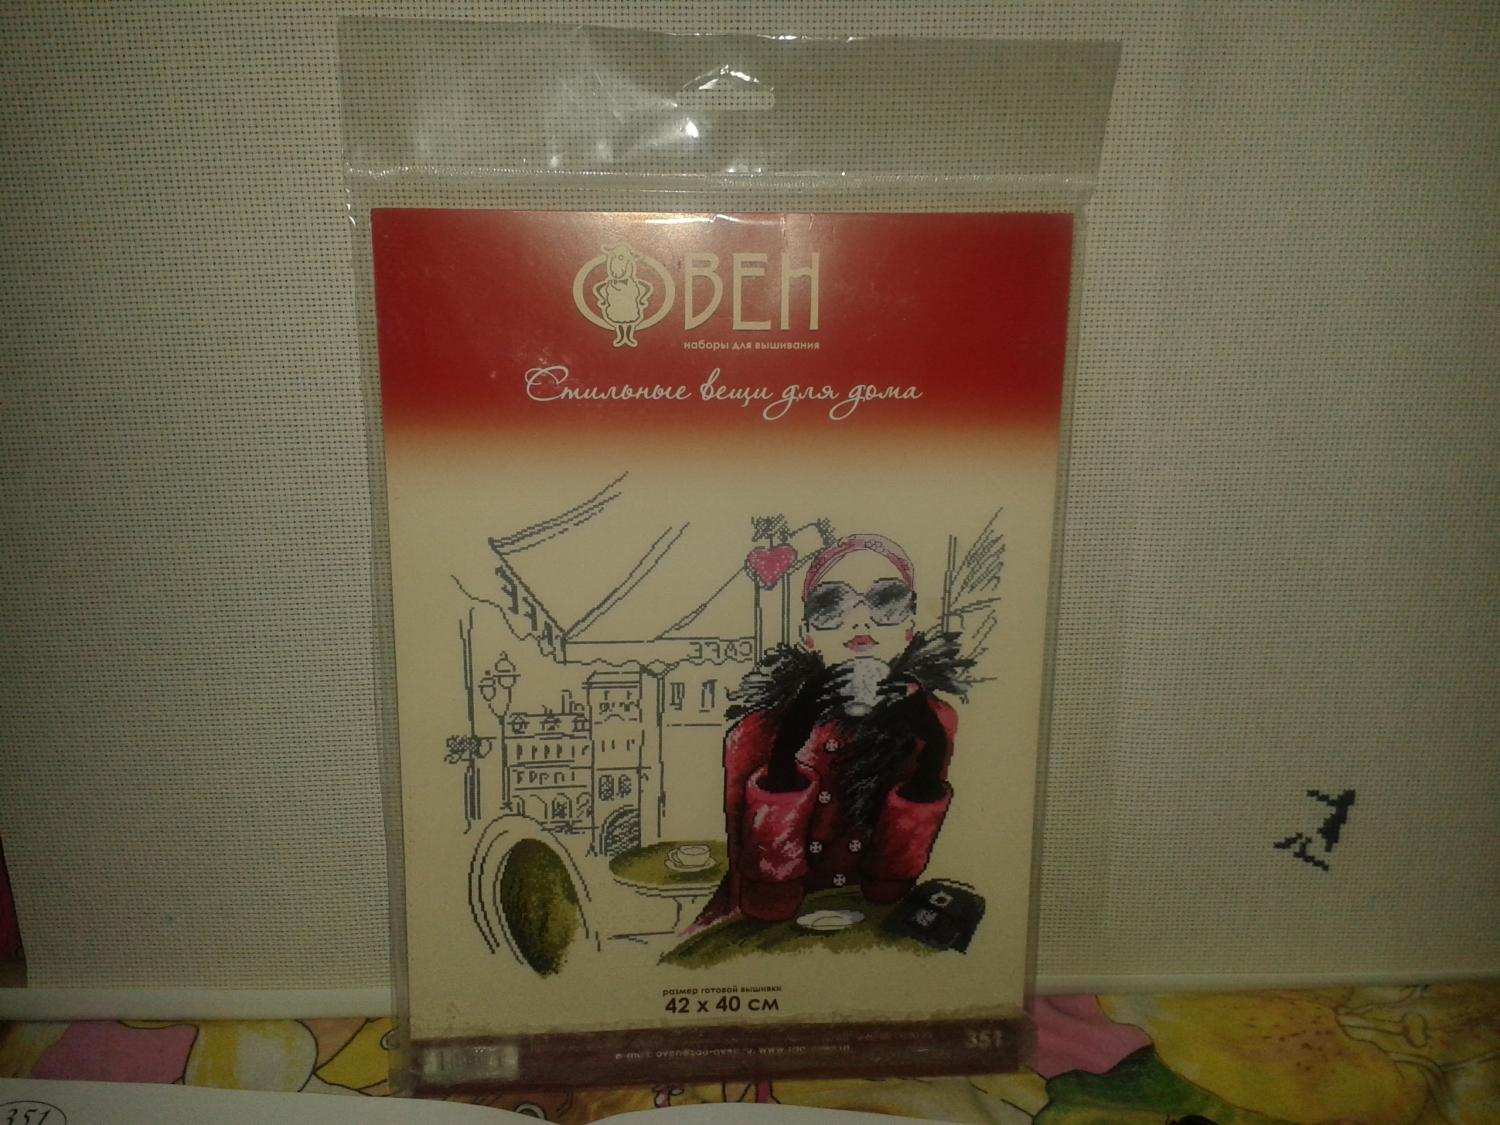 ОВЕН
наборы для вышивания
Стильные вещи для дома
CAFE
размер готовой вышивки
42 х 40 см
351
351